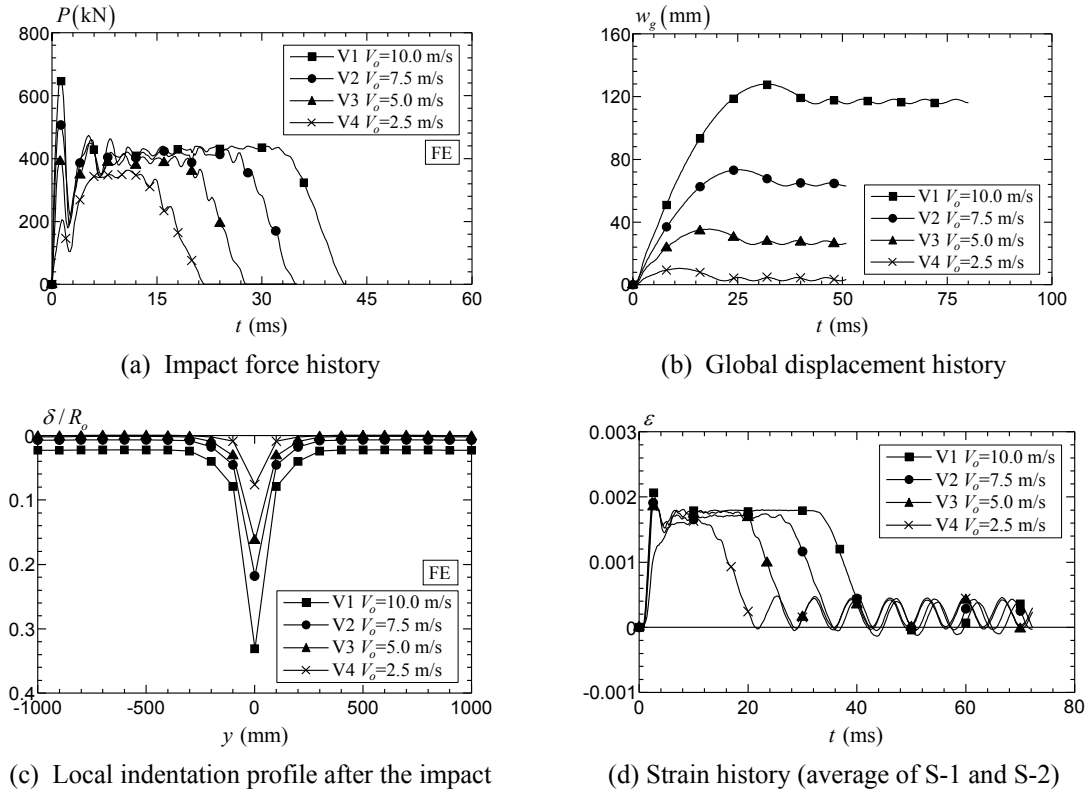 P(kN)
800
600
400
200
0
0 15 30 45 60
t (ms)
V1 Vo=10.0 m/s
V2 Vo=7.5 m/s
V3 Vo=5.0 m/s
V4 Vo=2.5 m/s
FE
(a) Impact force history
wg(mm)
160
120
80
40
0
0 25 50 75 100
t (ms)
V1 Vo=10.0 m/s
V2 Vo=7.5 m/s
V3 Vo=5.0 m/s
V4 Vo=2.5 m/s
(b) Global displacement history
δ/Ro
0
0.1
0.2
0.3
0.4
-1000 -500 0 500 1000
y (mm)
FE
V1 Vo=10.0 m/s
V2 Vo=7.5 m/s
V3 Vo=5.0 m/s
V4 Vo=2.5 m/s
(c) Local indentation profile after the impact
ε
0.003
0.002
0.001
0
-0.001
0 20 40 60 80
t (ms)
V1 Vo=10.0 m/s
V2 Vo=7.5 m/s
V3 Vo=5.0 m/s
V4 Vo=2.5 m/s
(d) Strain history (average of S-1 and S-2)